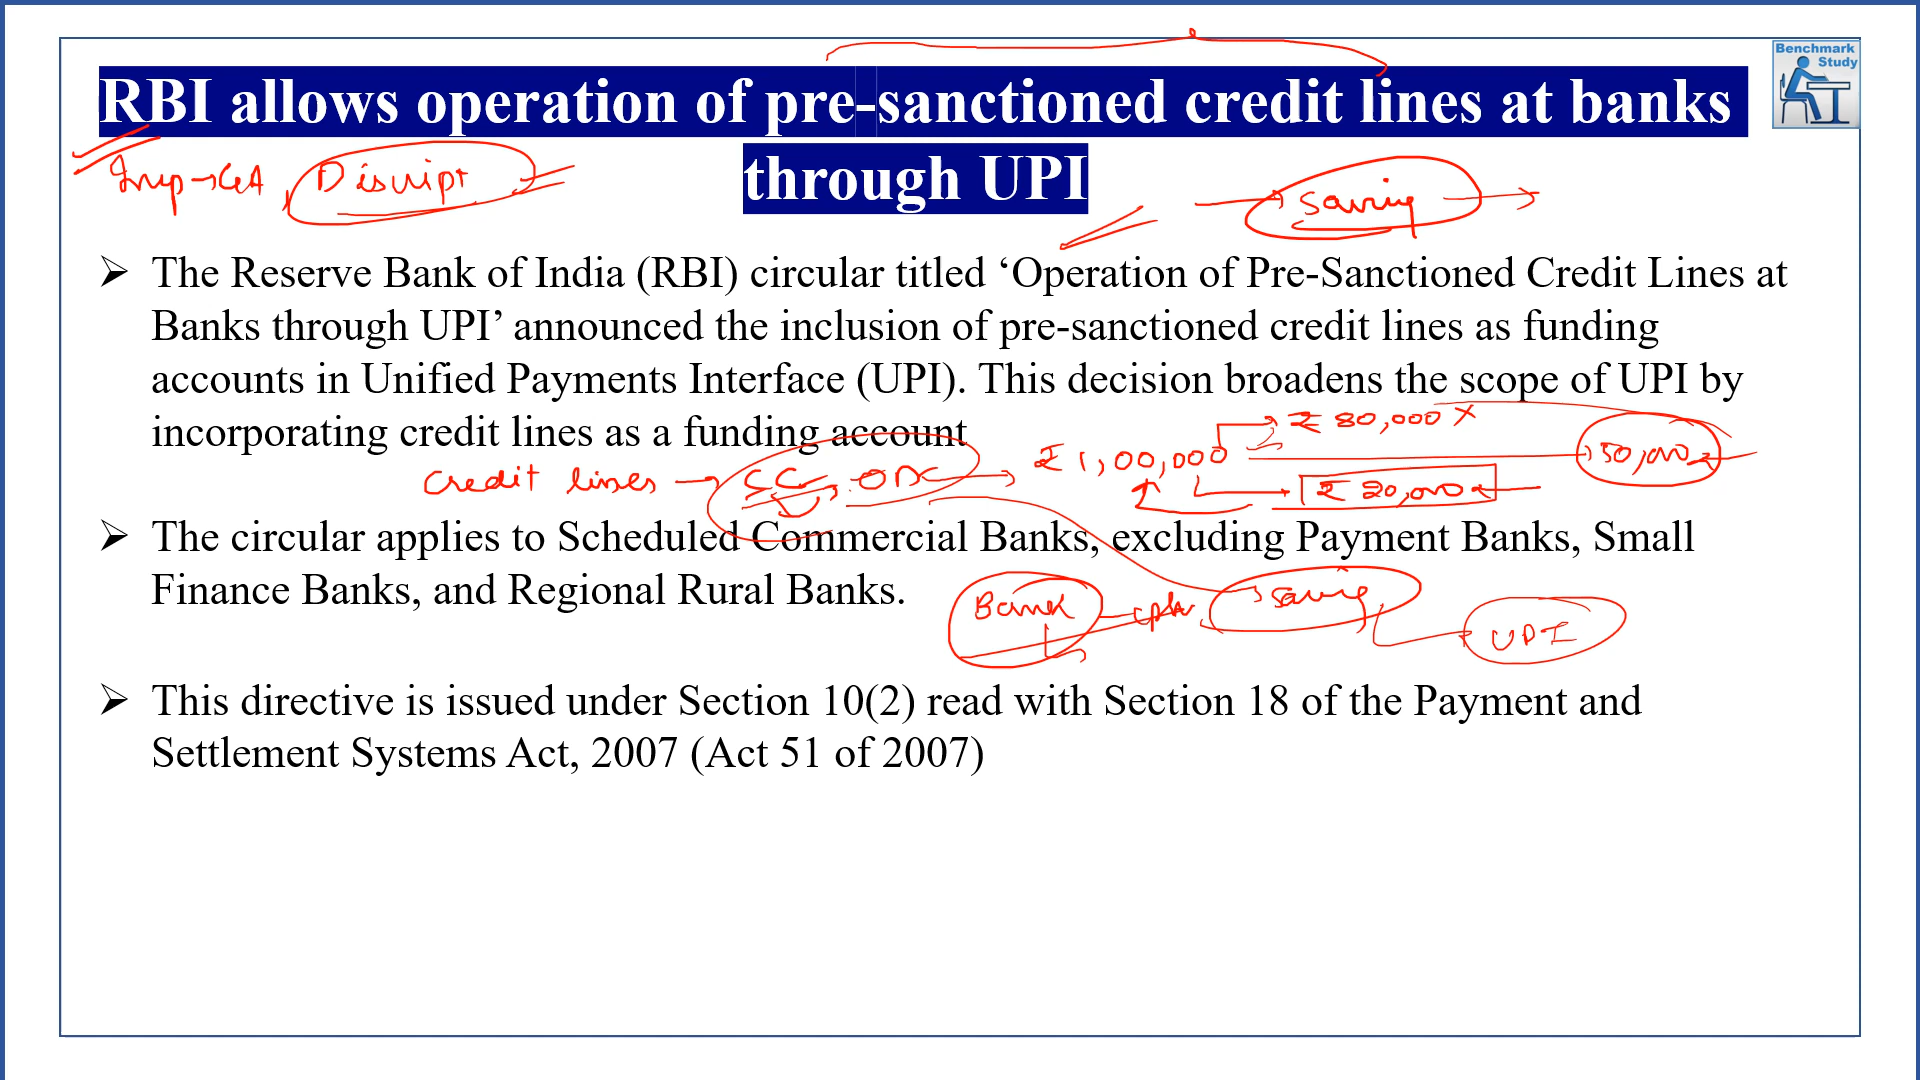 Benchmark
Study
RBI allows operation of pre-sanctioned credit lines at banks
through UPI
Imp → GA, Discript
Saving
➤ The Reserve Bank of India (RBI) circular titled ‘Operation of Pre-Sanctioned Credit Lines at
Banks through UPI’ announced the inclusion of pre-sanctioned credit lines as funding
accounts in Unified Payments Interface (UPI). This decision broadens the scope of UPI by
incorporating credit lines as a funding account
₹ 80,000 X
credit lines → CC, OD → ₹ 1,00,000 → 50,000
₹ 20,000
➤ The circular applies to Scheduled Commercial Banks, excluding Payment Banks, Small
Finance Banks, and Regional Rural Banks.
Bank
Saving
UPI
➤ This directive is issued under Section 10(2) read with Section 18 of the Payment and
Settlement Systems Act, 2007 (Act 51 of 2007)